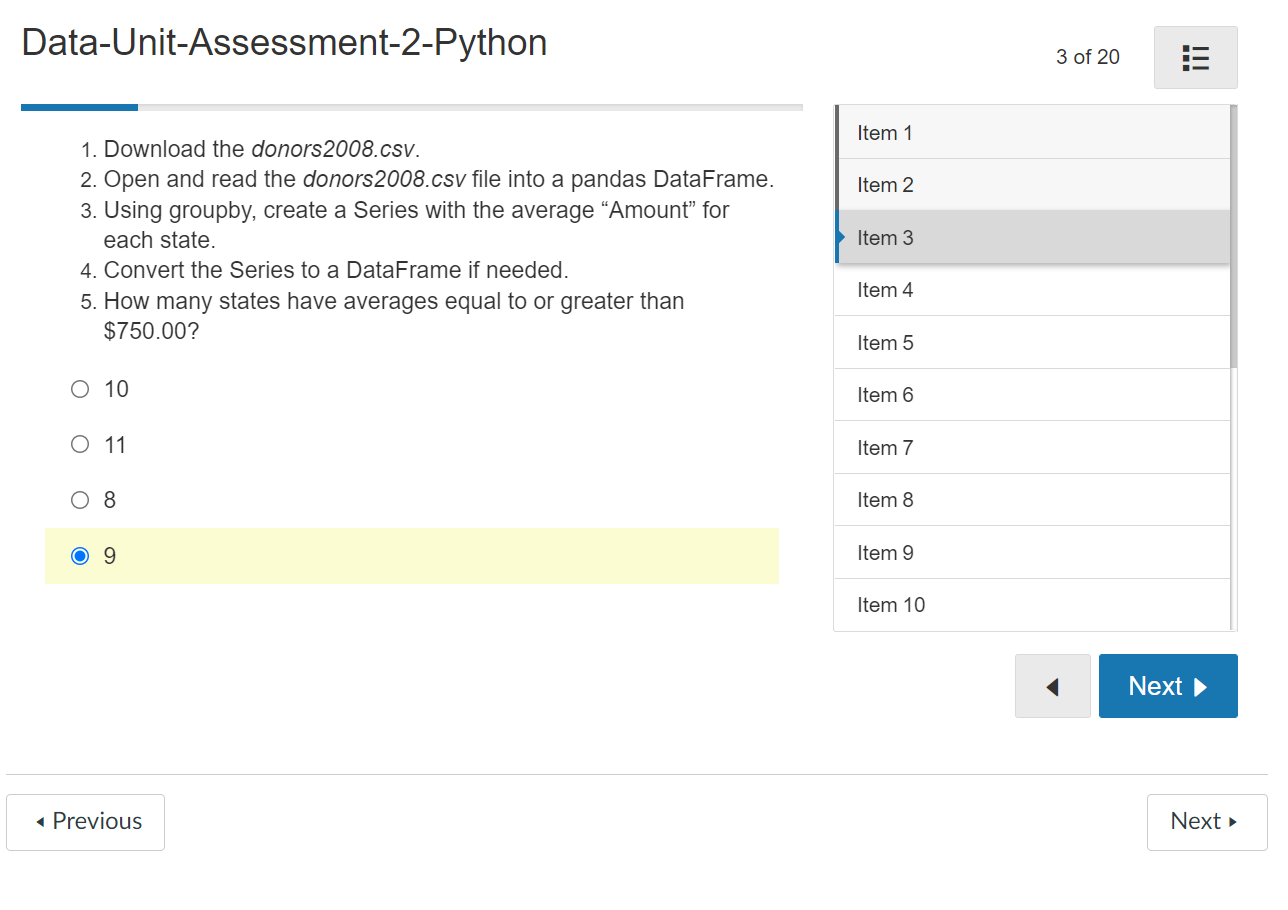 Data-Unit-Assessment-2-Python
3 of 20
1. Download the donors2008.csv.
2. Open and read the donors2008.csv file into a pandas DataFrame.
3. Using groupby, create a Series with the average “Amount” for
each state.
4. Convert the Series to a DataFrame if needed.
5. How many states have averages equal to or greater than
$750.00?
10
11
8
9
Item 1
Item 2
Item 3
Item 4
Item 5
Item 6
Item 7
Item 8
Item 9
Item 10
Next
Previous
Next